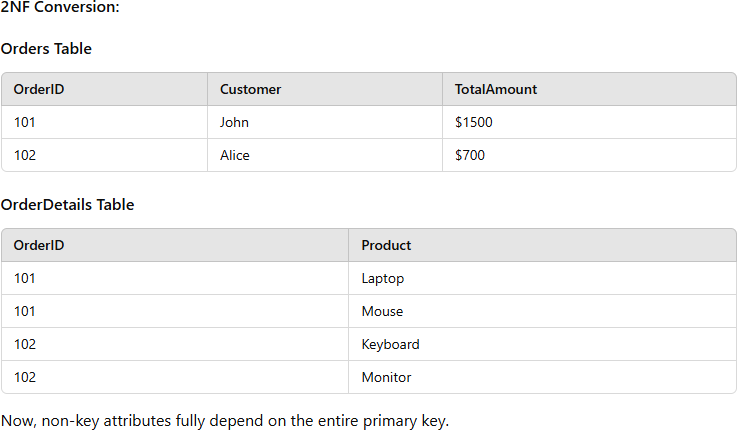 2NF Conversion:
Orders Table
OrderID Customer TotalAmount
101 John $1500
102 Alice $700
OrderDetails Table
OrderID Product
101 Laptop
101 Mouse
102 Keyboard
102 Monitor
Now, non-key attributes fully depend on the entire primary key.